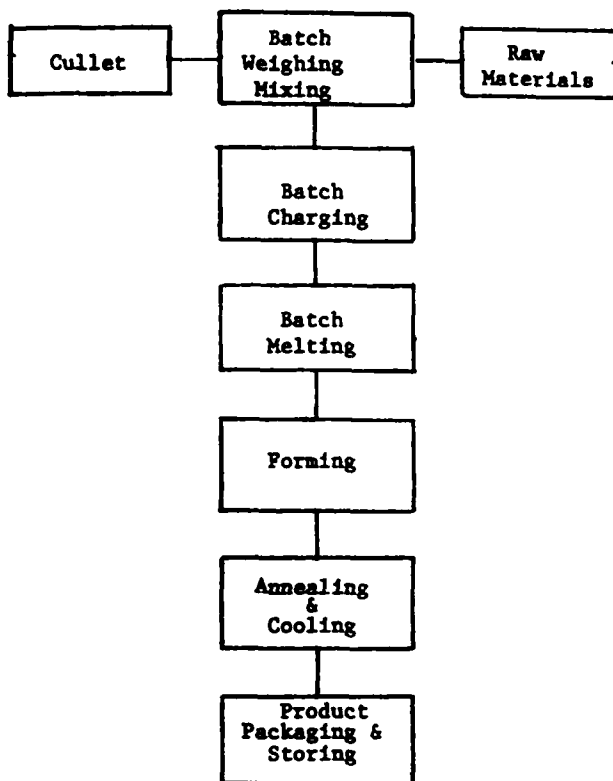 Cullet
Batch
Weighing
Mixing
Raw
Materials
Batch
Charging
Batch
Melting
Forming
Annealing
&
Cooling
Product
Packaging &
Storing